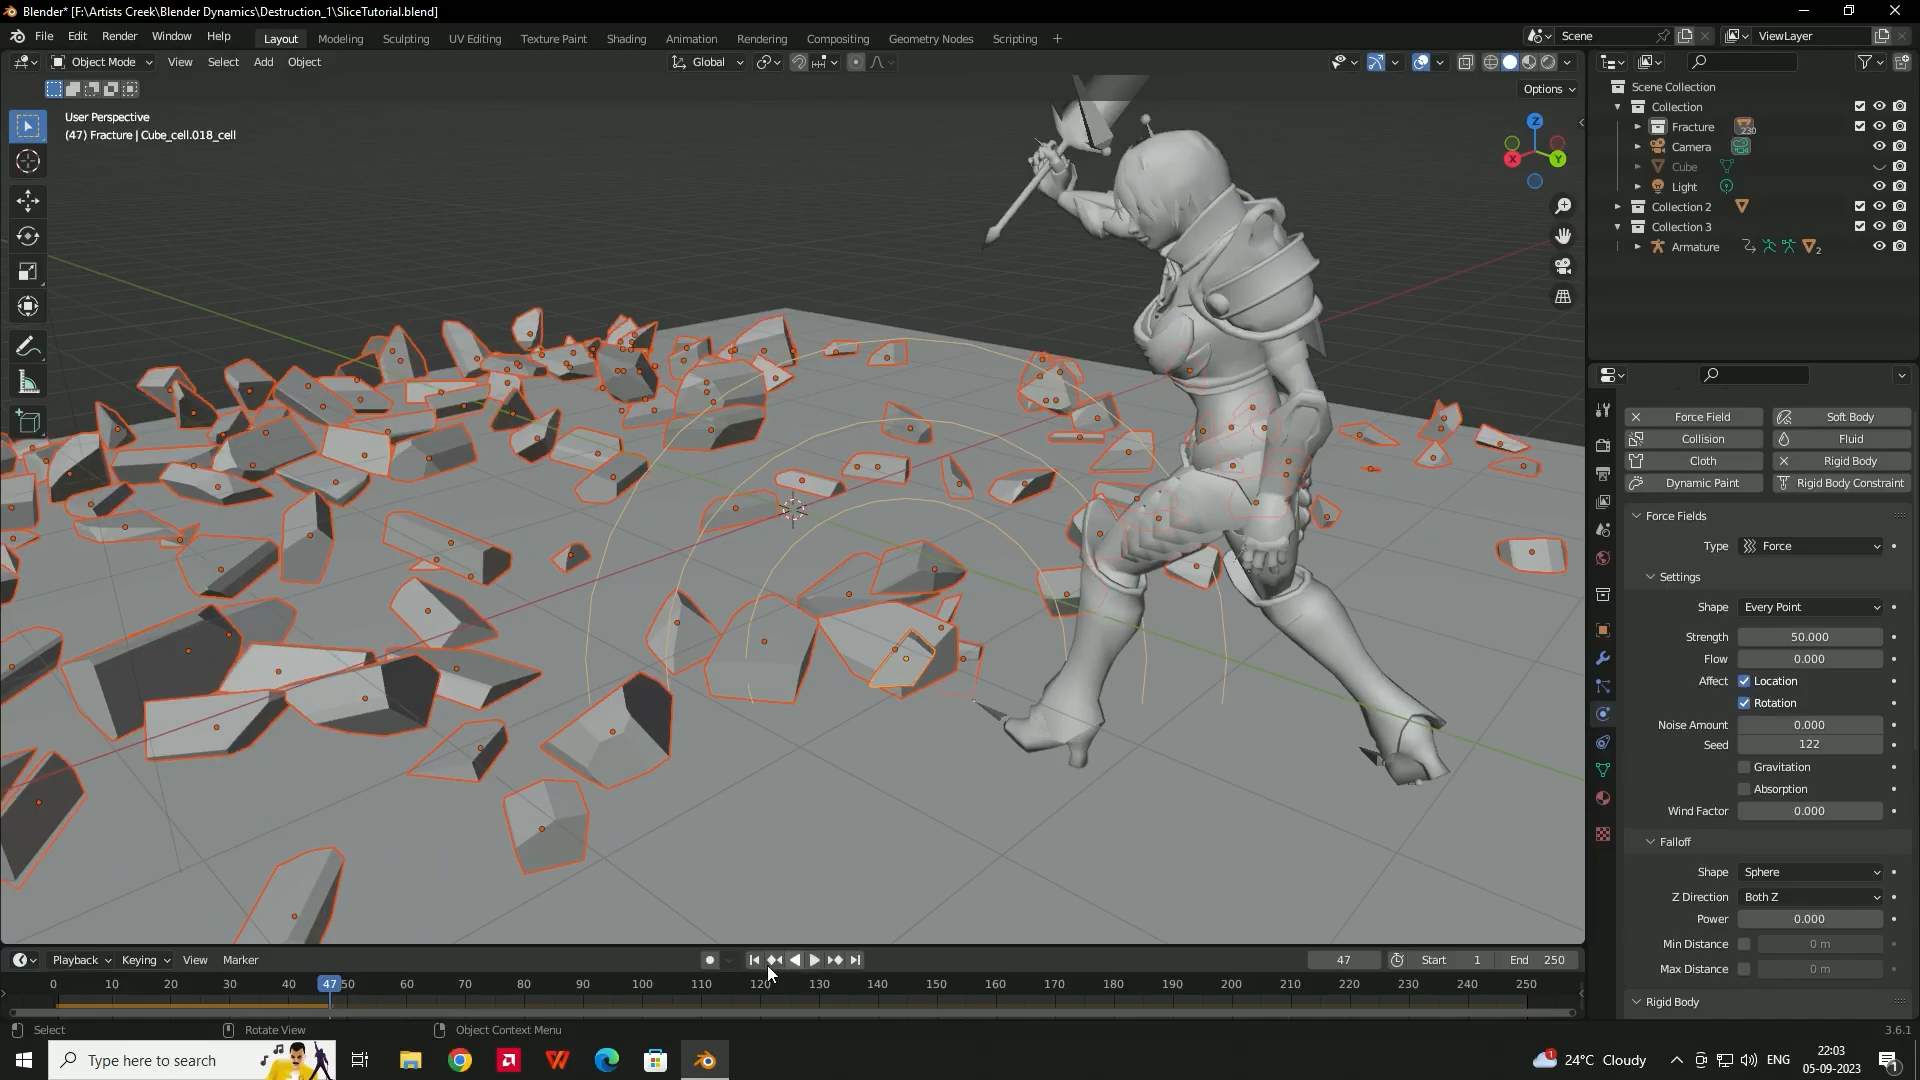 Blender* [F:\Artists Creek\Blender Dynamics\Destruction_1\SliceTutorial.blend]
File Edit Render Window Help Layout Modeling Sculpting UV Editing Texture Paint Shading Animation Rendering Compositing Geometry Nodes Scripting + Scene ViewLayer
Object Mode View Select Add Object Global
Options
User Perspective
(47) Fracture | Cube_cell.018_cell
Z
X
Y
Scene Collection
Collection
Fracture 230
Camera
Cube
Light
Collection 2
Collection 3
Armature 2
Force Field Soft Body
Collision Fluid
Cloth Rigid Body
Dynamic Paint Rigid Body Constraint
Force Fields
Type Force
Settings
Shape Every Point
Strength 50.000
Flow 0.000
Affect Location
Rotation
Noise Amount 0.000
Seed 122
Gravitation
Absorption
Wind Factor 0.000
Falloff
Shape Sphere
Z Direction Both Z
Power 0.000
Min Distance 0 m
Max Distance 0 m
Rigid Body
Playback Keying View Marker 47 Start 1 End 250
0 10 20 30 40 47 50 60 70 80 90 100 110 120 130 140 150 160 170 180 190 200 210 220 230 240 250
Select Rotate View Object Context Menu 3.6.1
Type here to search 24°C Cloudy ENG 22:03
05-09-2023